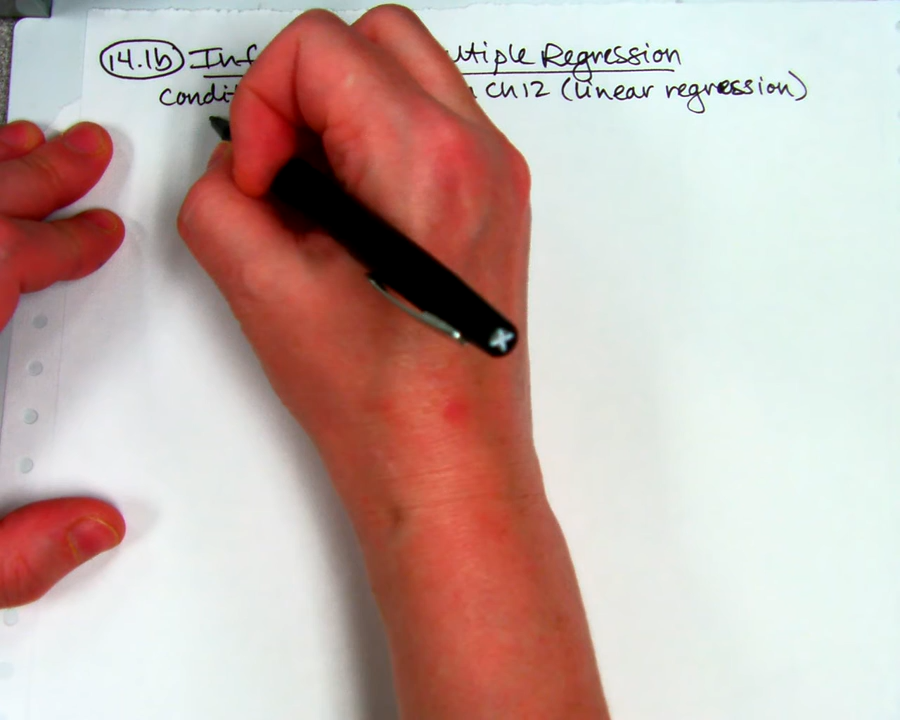 14.1b Inf ultiple Regression
condit n Ch12 (linear regression)